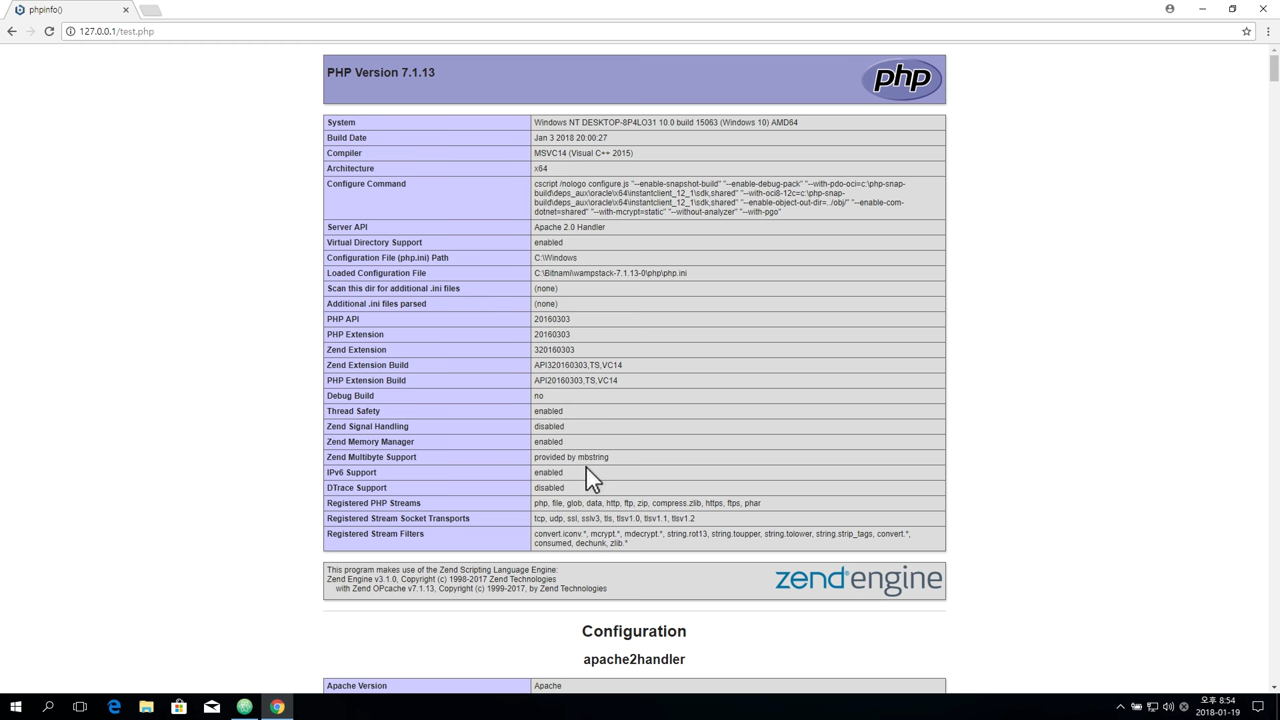 phpinfo()
127.0.0.1/test.php
PHP Version 7.1.13
php
System Windows NT DESKTOP-8P4LO31 10.0 build 15063 (Windows 10) AMD64
Build Date Jan 3 2018 20:00:27
Compiler MSVC14 (Visual C++ 2015)
Architecture x64
Configure Command cscript /nologo configure.js "--enable-snapshot-build" "--enable-debug-pack" "--with-pdo-oci=c:\php-snap-
build\deps_aux\oracle\x64\instantclient_12_1\sdk,shared" "--with-oci8-12c=c:\php-snap-
build\deps_aux\oracle\x64\instantclient_12_1\sdk,shared" "--enable-object-out-dir=../obj/" "--enable-com-
dotnet=shared" "--with-mcrypt=static" "--without-analyzer" "--with-pgo"
Server API Apache 2.0 Handler
Virtual Directory Support enabled
Configuration File (php.ini) Path C:\Windows
Loaded Configuration File C:\Bitnami\wampstack-7.1.13-0\php\php.ini
Scan this dir for additional .ini files (none)
Additional .ini files parsed (none)
PHP API 20160303
PHP Extension 20160303
Zend Extension 320160303
Zend Extension Build API320160303,TS,VC14
PHP Extension Build API20160303,TS,VC14
Debug Build no
Thread Safety enabled
Zend Signal Handling disabled
Zend Memory Manager enabled
Zend Multibyte Support provided by mbstring
IPv6 Support enabled
DTrace Support disabled
Registered PHP Streams php, file, glob, data, http, ftp, zip, compress.zlib, https, ftps, phar
Registered Stream Socket Transports tcp, udp, ssl, sslv3, tls, tlsv1.0, tlsv1.1, tlsv1.2
Registered Stream Filters convert.iconv.*, mcrypt.*, mdecrypt.*, string.rot13, string.toupper, string.tolower, string.strip_tags, convert.*,
consumed, dechunk, zlib.*
This program makes use of the Zend Scripting Language Engine:
Zend Engine v3.1.0, Copyright (c) 1998-2017 Zend Technologies
with Zend OPcache v7.1.13, Copyright (c) 1999-2017, by Zend Technologies
zend engine
Configuration
apache2handler
Apache Version Apache
오후 8:54
2018-01-19